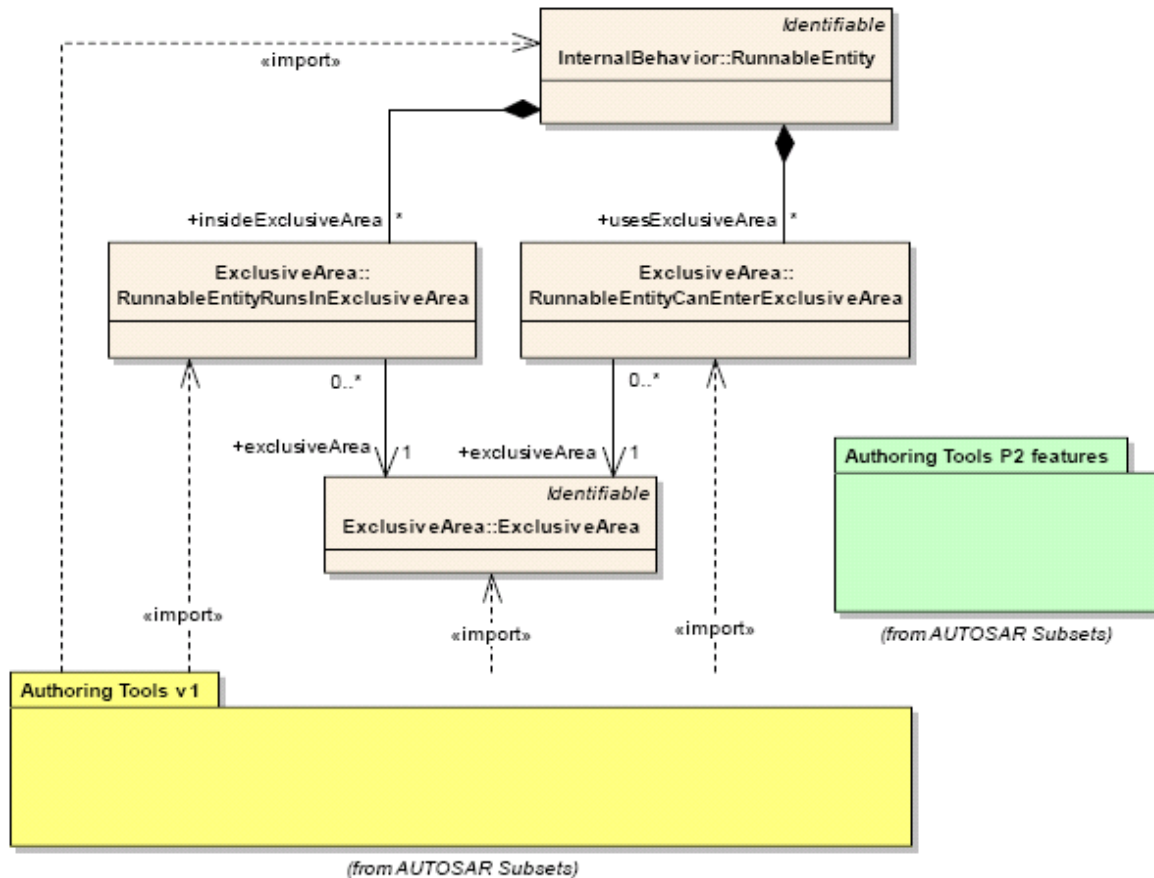 Identifiable
InternalBehavior::RunnableEntity
«import»
+insideExclusiveArea *
+usesExclusiveArea *
ExclusiveArea::
RunnableEntityRunsInExclusiveArea
ExclusiveArea::
RunnableEntityCanEnterExclusiveArea
0..*
0..*
+exclusiveArea 1
+exclusiveArea 1
Identifiable
ExclusiveArea::ExclusiveArea
Authoring Tools P2 features
(from AUTOSAR Subsets)
«import»
«import»
«import»
Authoring Tools v1
(from AUTOSAR Subsets)